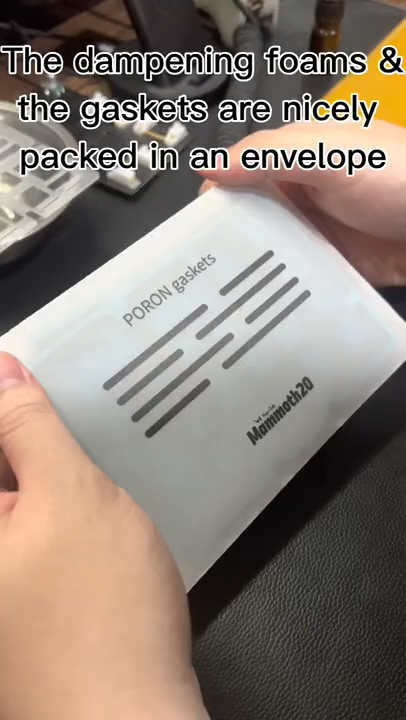 The dampening foams &
the gaskets are nicely
packed in an envelope
PORON gaskets
Mammoth20